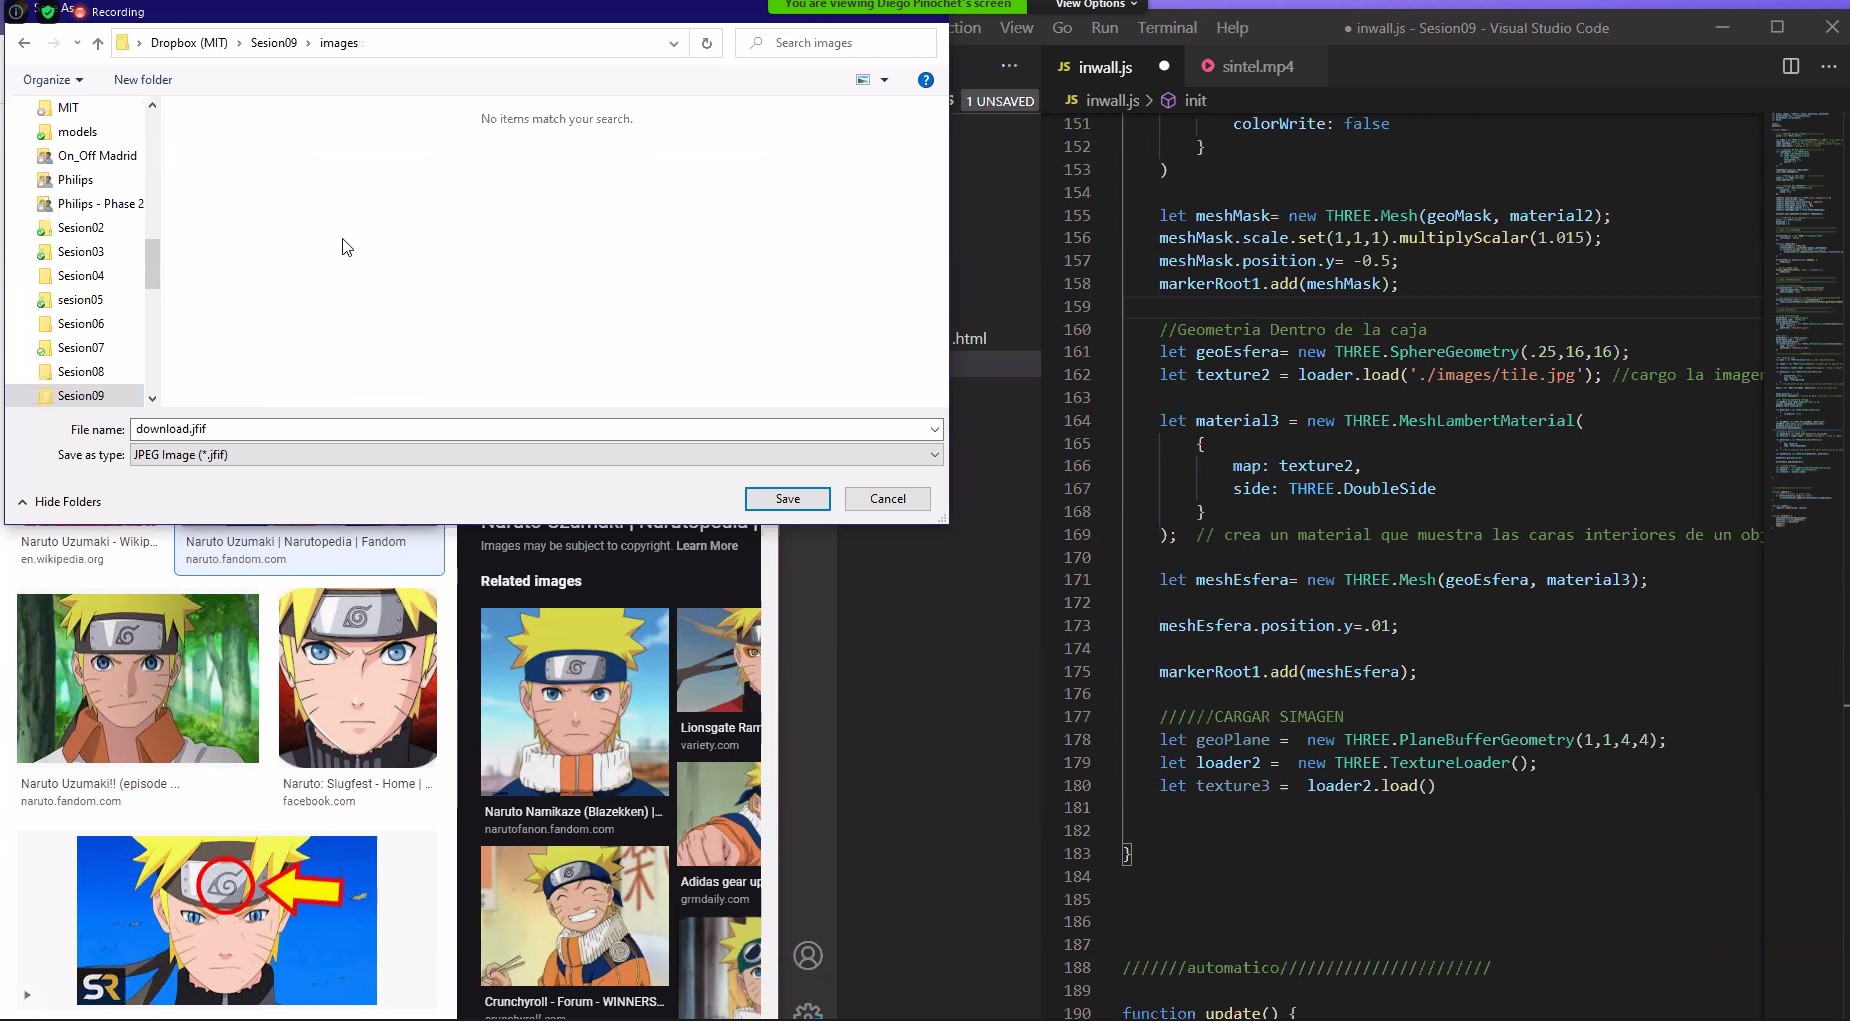 Recording
You are viewing Diego Pinochet's screen
View Options
Dropbox (MIT) > Sesion09 > images
Search images
Organize
New folder
MIT
models
On_Off Madrid
Philips
Philips - Phase 2
Sesion02
Sesion03
Sesion04
sesion05
Sesion06
Sesion07
Sesion08
Sesion09
No items match your search.
File name: download.jfif
Save as type: JPEG Image (*.jfif)
Hide Folders
Save
Cancel
Naruto Uzumaki - Wikip...
en.wikipedia.org
Naruto Uzumaki | Narutopedia | Fandom
naruto.fandom.com
Naruto Uzumaki | Narutopedia |
Images may be subject to copyright. Learn More
Related images
Naruto Uzumaki!! (episode ...
naruto.fandom.com
Naruto: Slugfest - Home | ...
facebook.com
SR
Naruto Namikaze (Blazekken) |...
narutofanon.fandom.com
Lionsgate Ram
variety.com
Adidas gear up
grmdaily.com
Crunchyroll - Forum - WINNERS...
crunchyroll.com
ction View Go Run Terminal Help
● inwall.js - Sesion09 - Visual Studio Code
1 UNSAVED
.html
JS inwall.js ●
sintel.mp4
JS inwall.js > init
151 colorWrite: false
152 }
153 )
154
155 let meshMask= new THREE.Mesh(geoMask, material2);
156 meshMask.scale.set(1,1,1).multiplyScalar(1.015);
157 meshMask.position.y= -0.5;
158 markerRoot1.add(meshMask);
159
160 //Geometria Dentro de la caja
161 let geoEsfera= new THREE.SphereGeometry(.25,16,16);
162 let texture2 = loader.load('./images/tile.jpg'); //cargo la imagen
163
164 let material3 = new THREE.MeshLambertMaterial(
165 {
166 map: texture2,
167 side: THREE.DoubleSide
168 }
169 ); // crea un material que muestra las caras interiores de un obj
170
171 let meshEsfera= new THREE.Mesh(geoEsfera, material3);
172
173 meshEsfera.position.y=.01;
174
175 markerRoot1.add(meshEsfera);
176
177 //////CARGAR SIMAGEN
178 let geoPlane = new THREE.PlaneBufferGeometry(1,1,4,4);
179 let loader2 = new THREE.TextureLoader();
180 let texture3 = loader2.load()
181
182
183 }
184
185
186
187
188 ///////automatico///////////////////////
189
190 function update() {